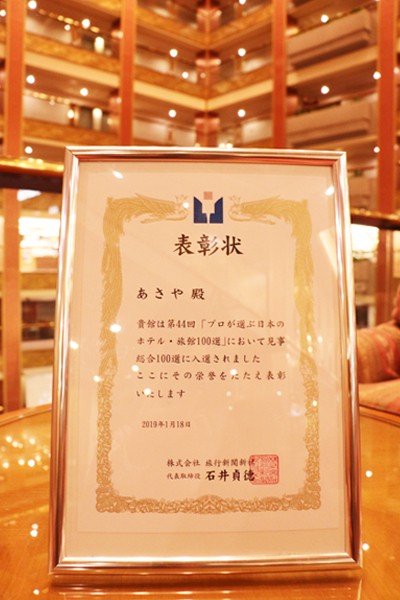 表彰状
あさや 殿
貴館は第44回「プロが選ぶ日本の
ホテル・旅館100選」において見事
総合100選に入選されました
ここにその栄誉をたたえ表彰
いたします
2019年1月18日
株式会社 旅行新聞新社
代表取締役 石井貞德